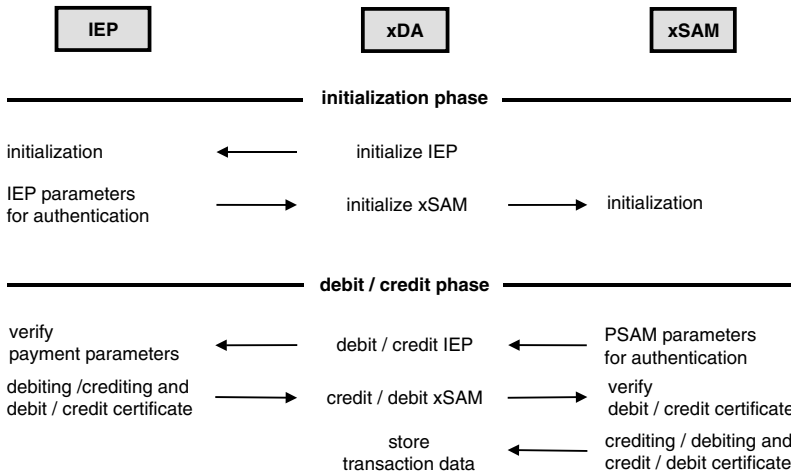 IEP xDA xSAM
initialization phase
initialization initialize IEP
IEP parameters
for authentication initialize xSAM initialization
debit / credit phase
verify
payment parameters debit / credit IEP PSAM parameters
for authentication
debiting /crediting and
debit / credit certificate credit / debit xSAM verify
debit / credit certificate
store
transaction data crediting / debiting and
credit / debit certificate